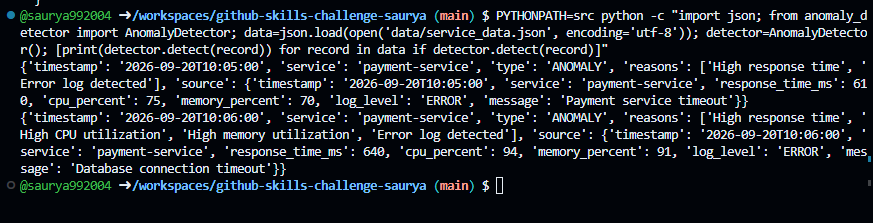 }
@saurya992004 ➜/workspaces/github-skills-challenge-saurya (main) $ PYTHONPATH=src python -c "import json; from anomaly_d
etector import AnomalyDetector; data=json.load(open('data/service_data.json', encoding='utf-8')); detector=AnomalyDetecto
r(); [print(detector.detect(record)) for record in data if detector.detect(record)]"
{'timestamp': '2026-09-20T10:05:00', 'service': 'payment-service', 'type': 'ANOMALY', 'reasons': ['High response time', '
Error log detected'], 'source': {'timestamp': '2026-09-20T10:05:00', 'service': 'payment-service', 'response_time_ms': 61
0, 'cpu_percent': 75, 'memory_percent': 70, 'log_level': 'ERROR', 'message': 'Payment service timeout'}}
{'timestamp': '2026-09-20T10:06:00', 'service': 'payment-service', 'type': 'ANOMALY', 'reasons': ['High response time', '
High CPU utilization', 'High memory utilization', 'Error log detected'], 'source': {'timestamp': '2026-09-20T10:06:00', '
service': 'payment-service', 'response_time_ms': 640, 'cpu_percent': 94, 'memory_percent': 91, 'log_level': 'ERROR', 'mes
sage': 'Database connection timeout'}}
@saurya992004 ➜/workspaces/github-skills-challenge-saurya (main) $